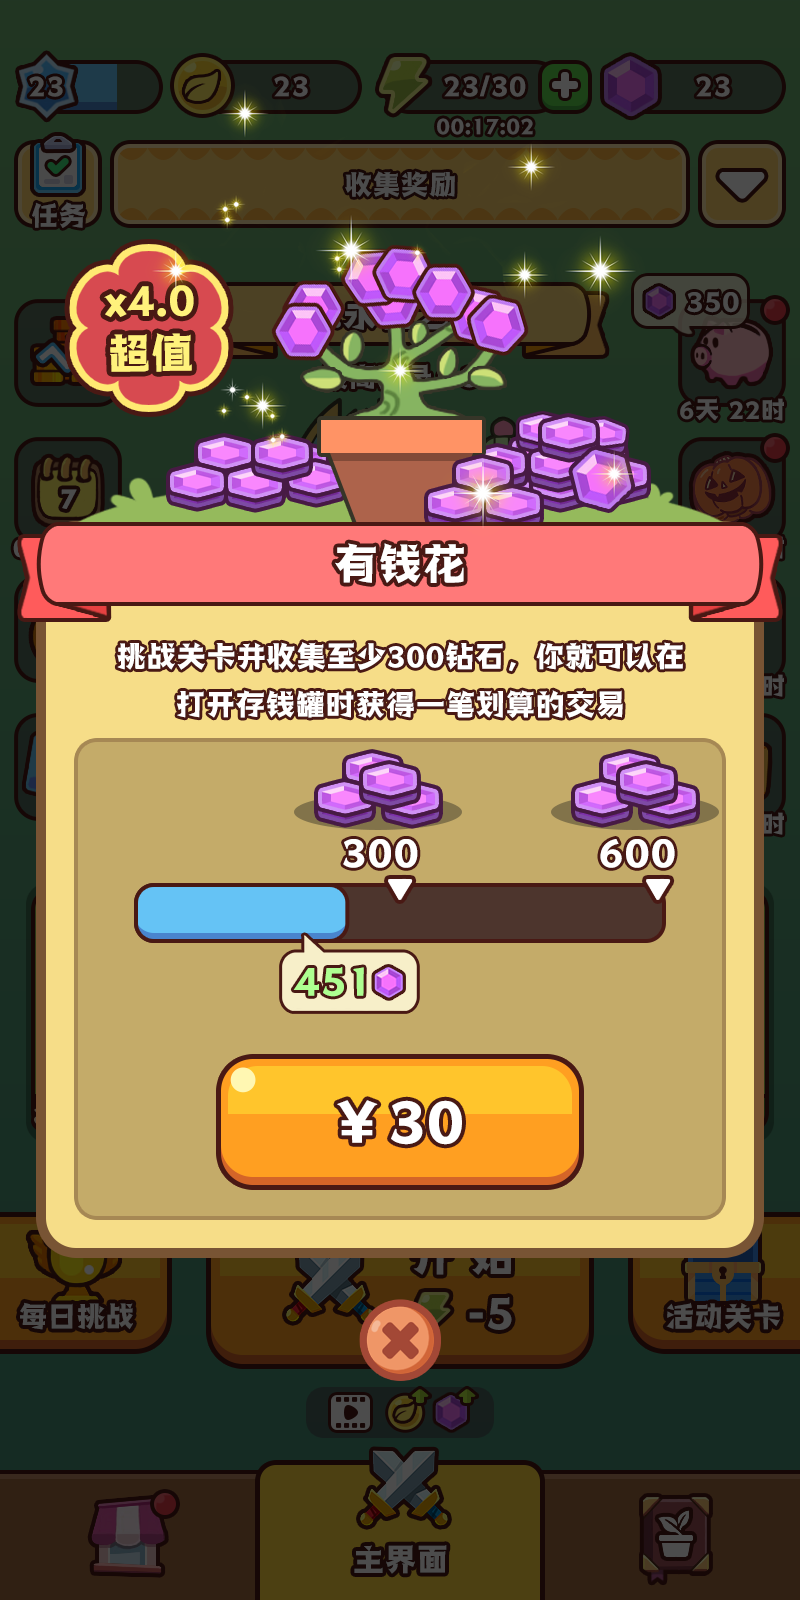 23
23
23/30
23
00:17:02
任务
收集奖励
x4.0
超值
350
6天 22时
7
有钱花
挑战关卡并收集至少300钻石，你就可以在
打开存钱罐时获得一笔划算的交易
时
300
600
时
451
¥30
开始
每日挑战
-5
活动关卡
主界面